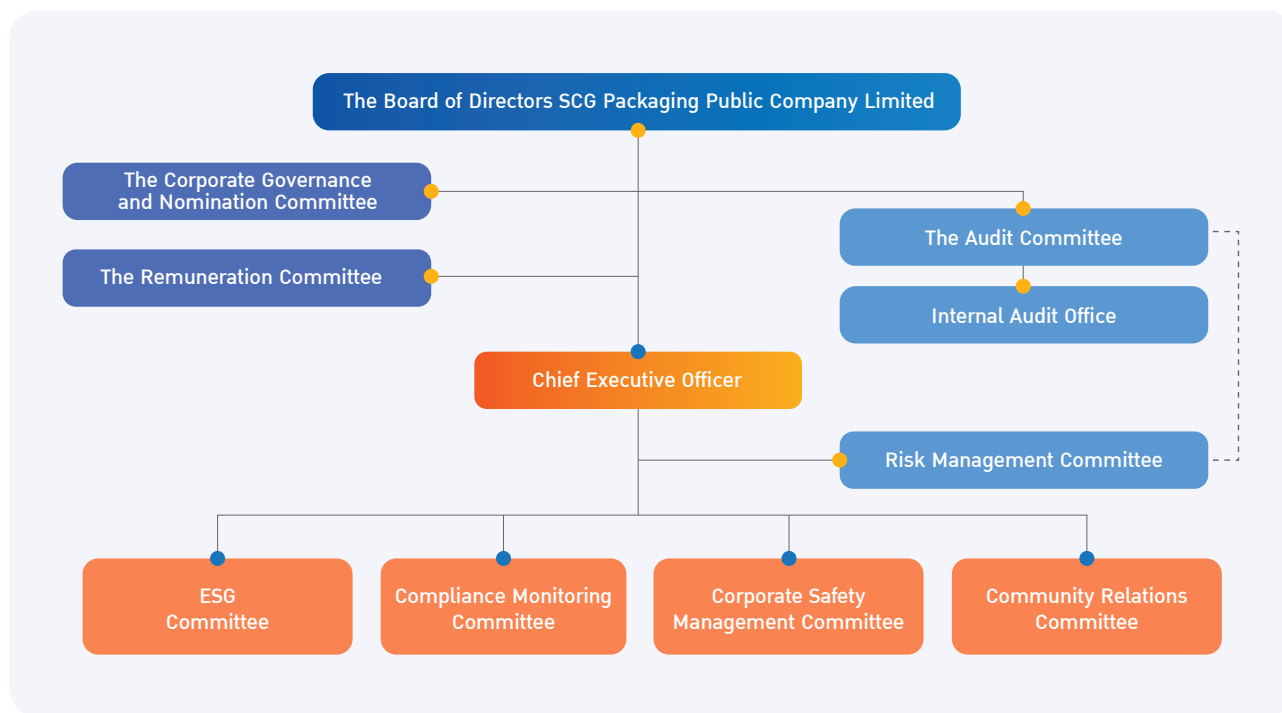 The Board of Directors SCG Packaging Public Company Limited
The Corporate Governance
and Nomination Committee
The Audit Committee
The Remuneration Committee
Internal Audit Office
Chief Executive Officer
Risk Management Committee
ESG
Committee
Compliance Monitoring
Committee
Corporate Safety
Management Committee
Community Relations
Committee